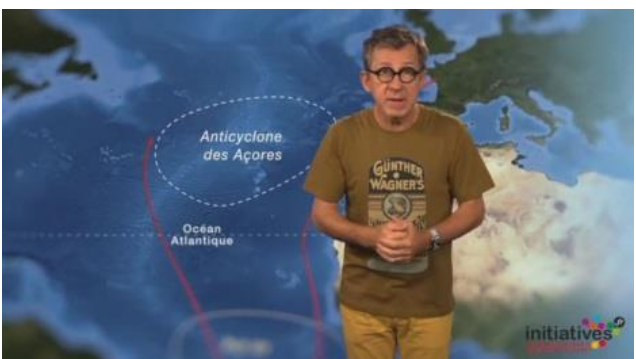 Anticyclone
des Açores
Océan
Atlantique
GÜNTHER
WAGNER'S
initiatives